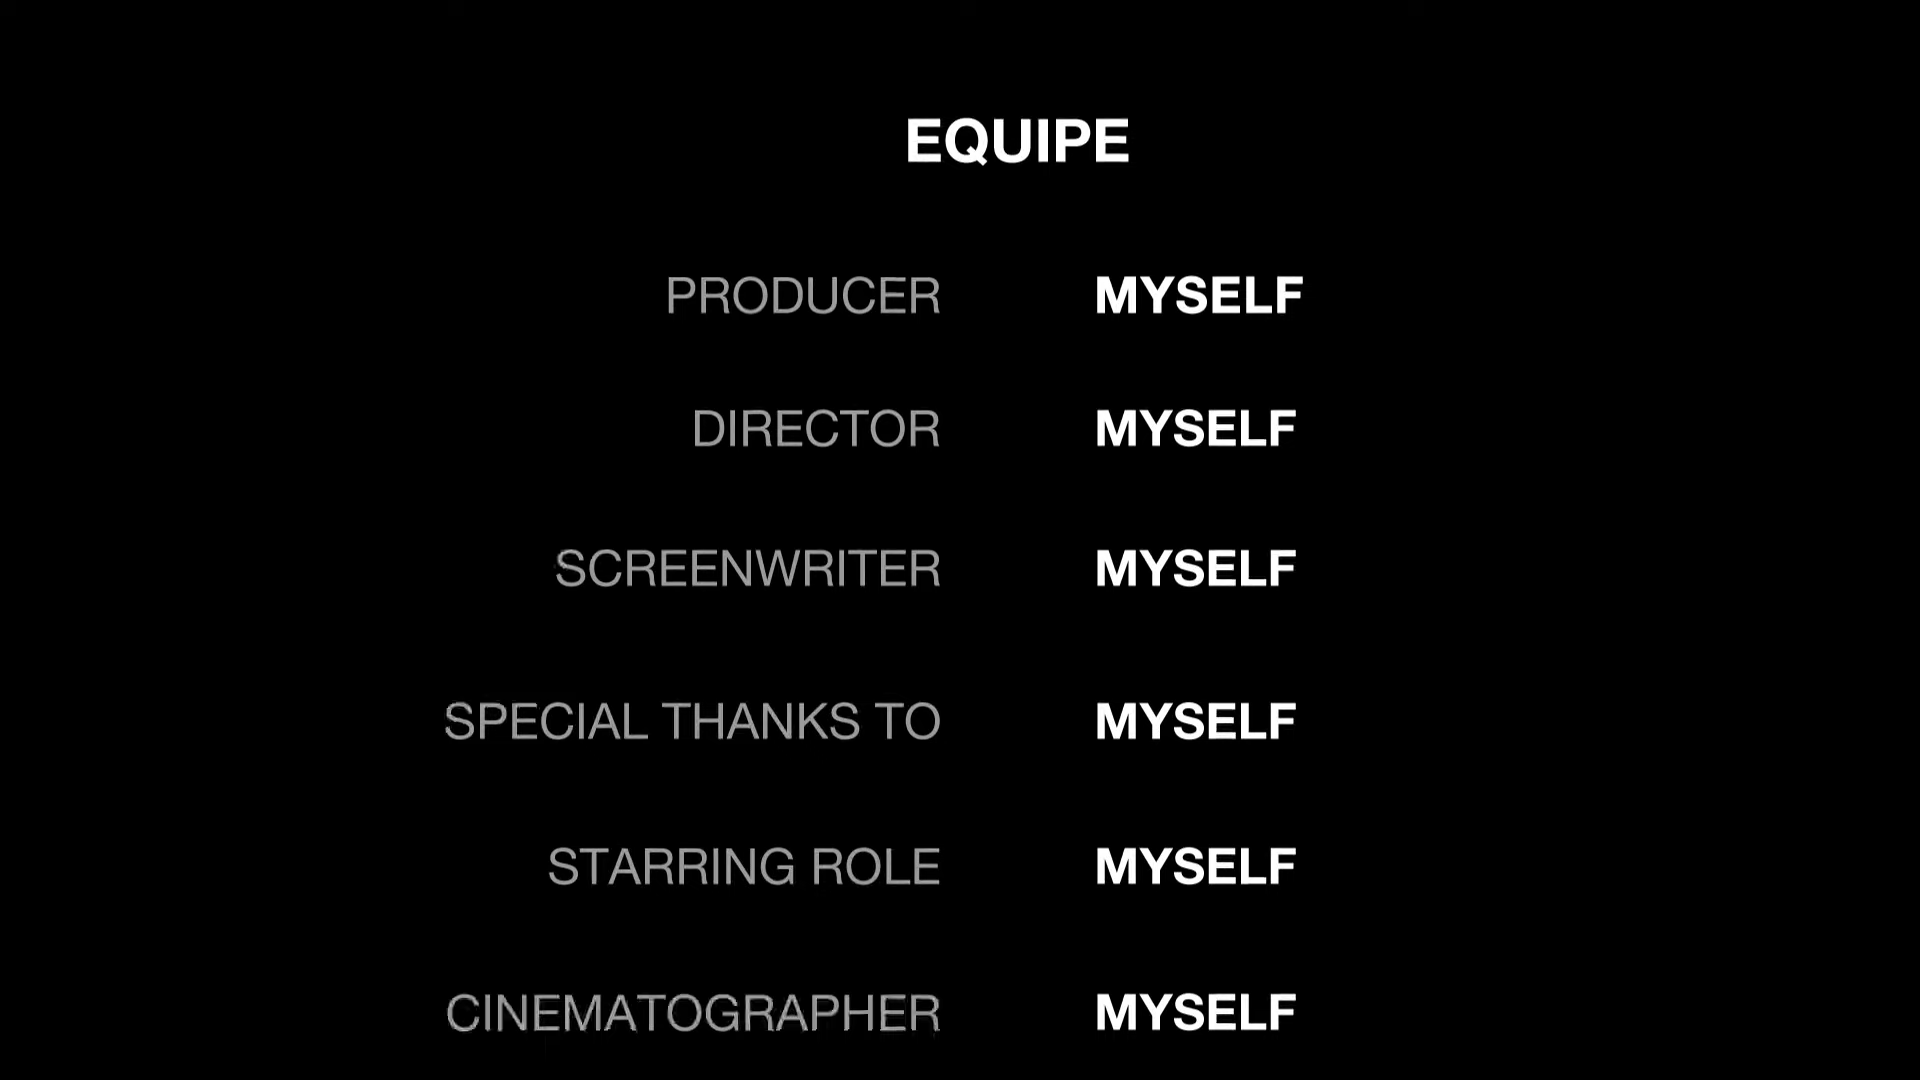 EQUIPE
PRODUCER MYSELF
DIRECTOR MYSELF
SCREENWRITER MYSELF
SPECIAL THANKS TO MYSELF
STARRING ROLE MYSELF
CINEMATOGRAPHER MYSELF